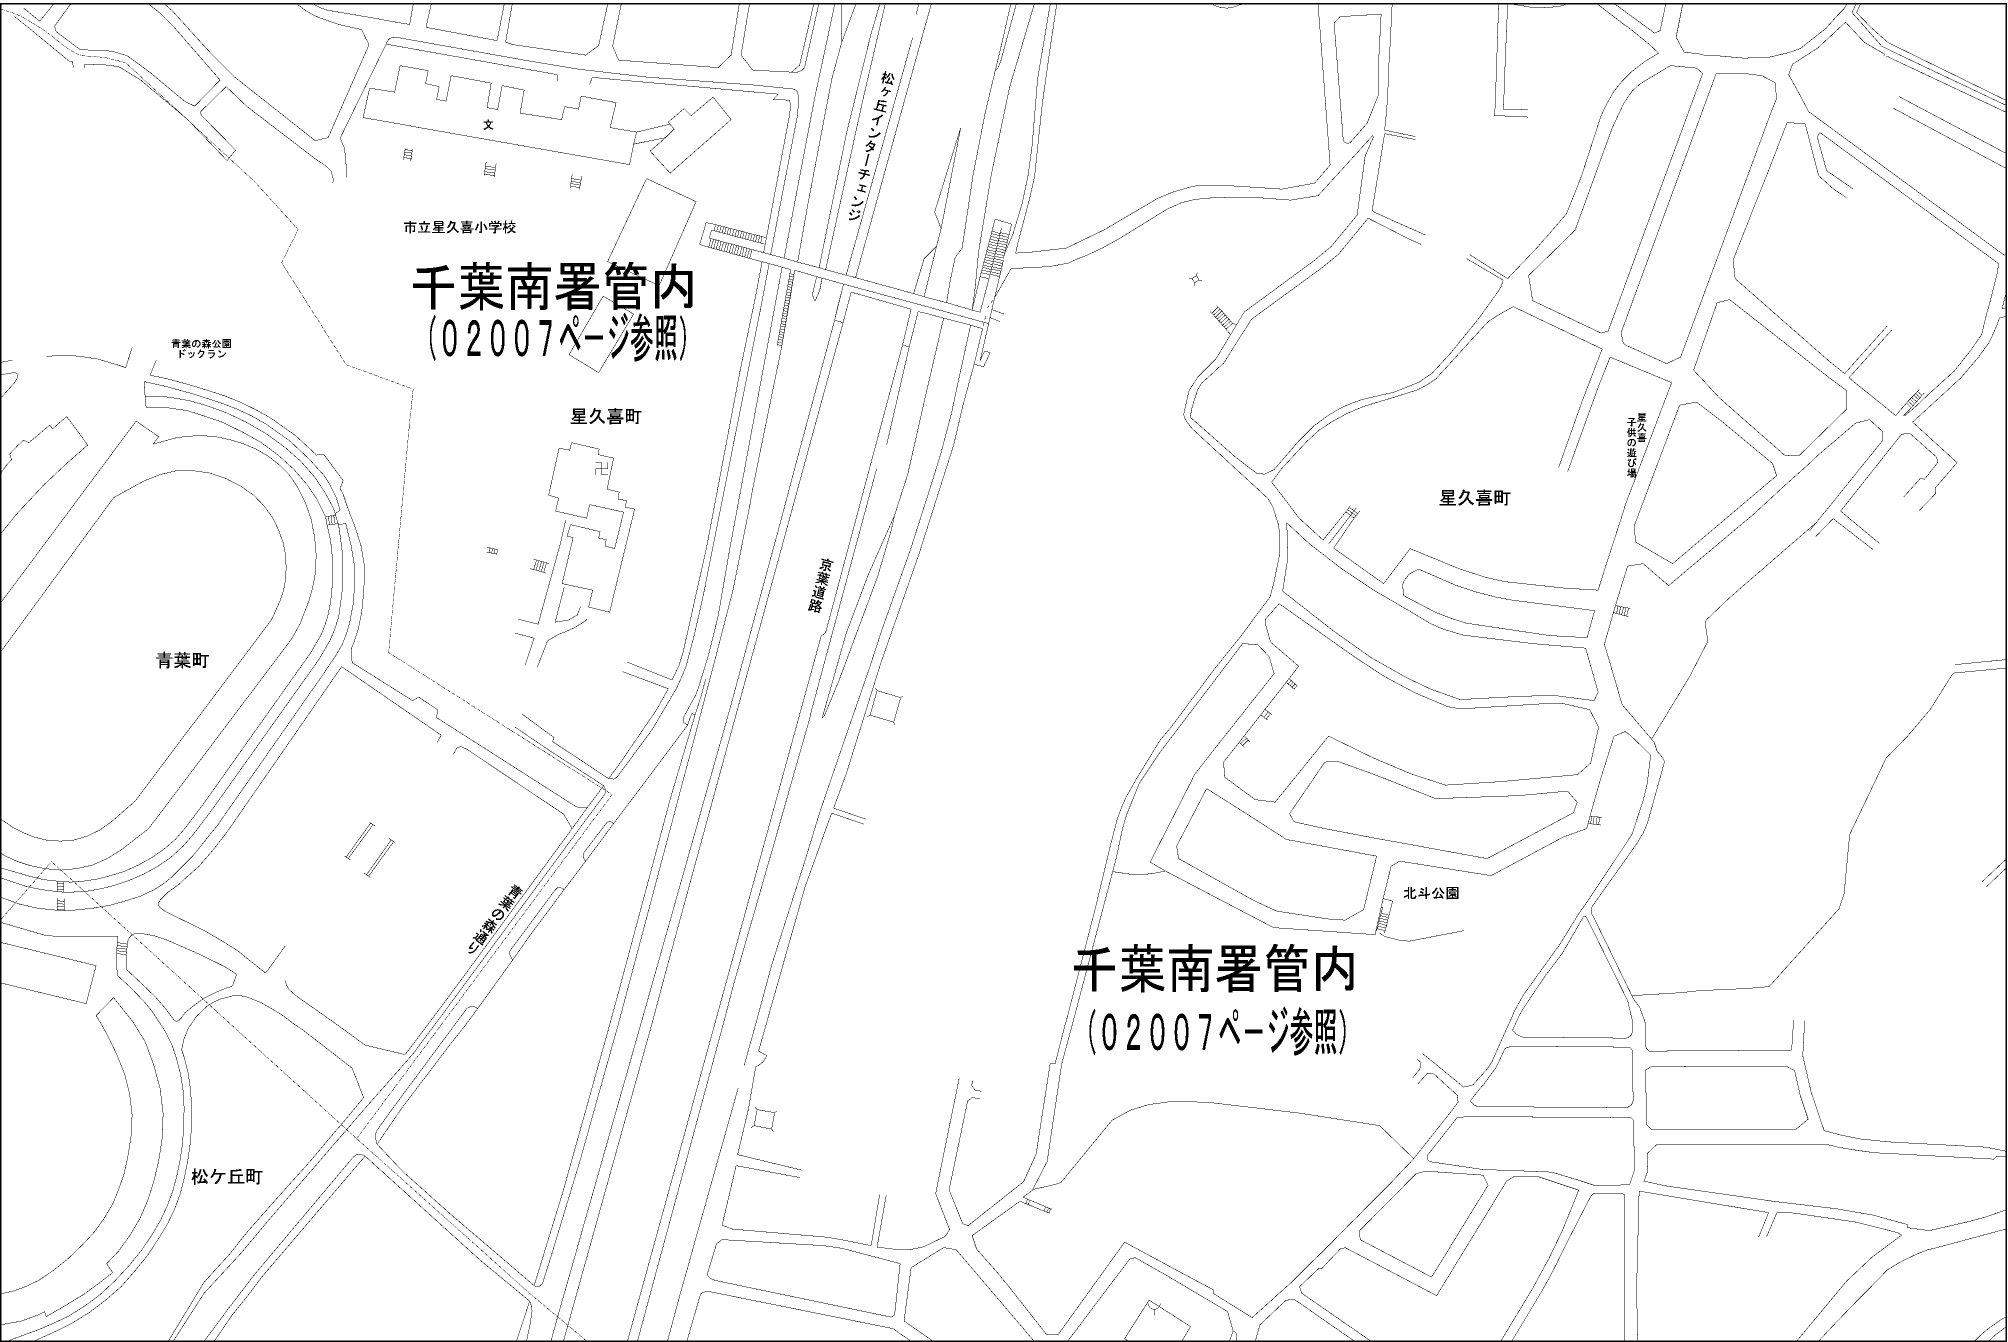 松ヶ丘インターチェンジ
文
市立星久喜小学校
千葉南署管内
(02007ページ参照)
青葉の森公園
ドックラン
星久喜町
星久喜
子供の遊び場
星久喜町
京葉道路
青葉町
青葉の森通り
北斗公園
千葉南署管内
(02007ページ参照)
松ケ丘町